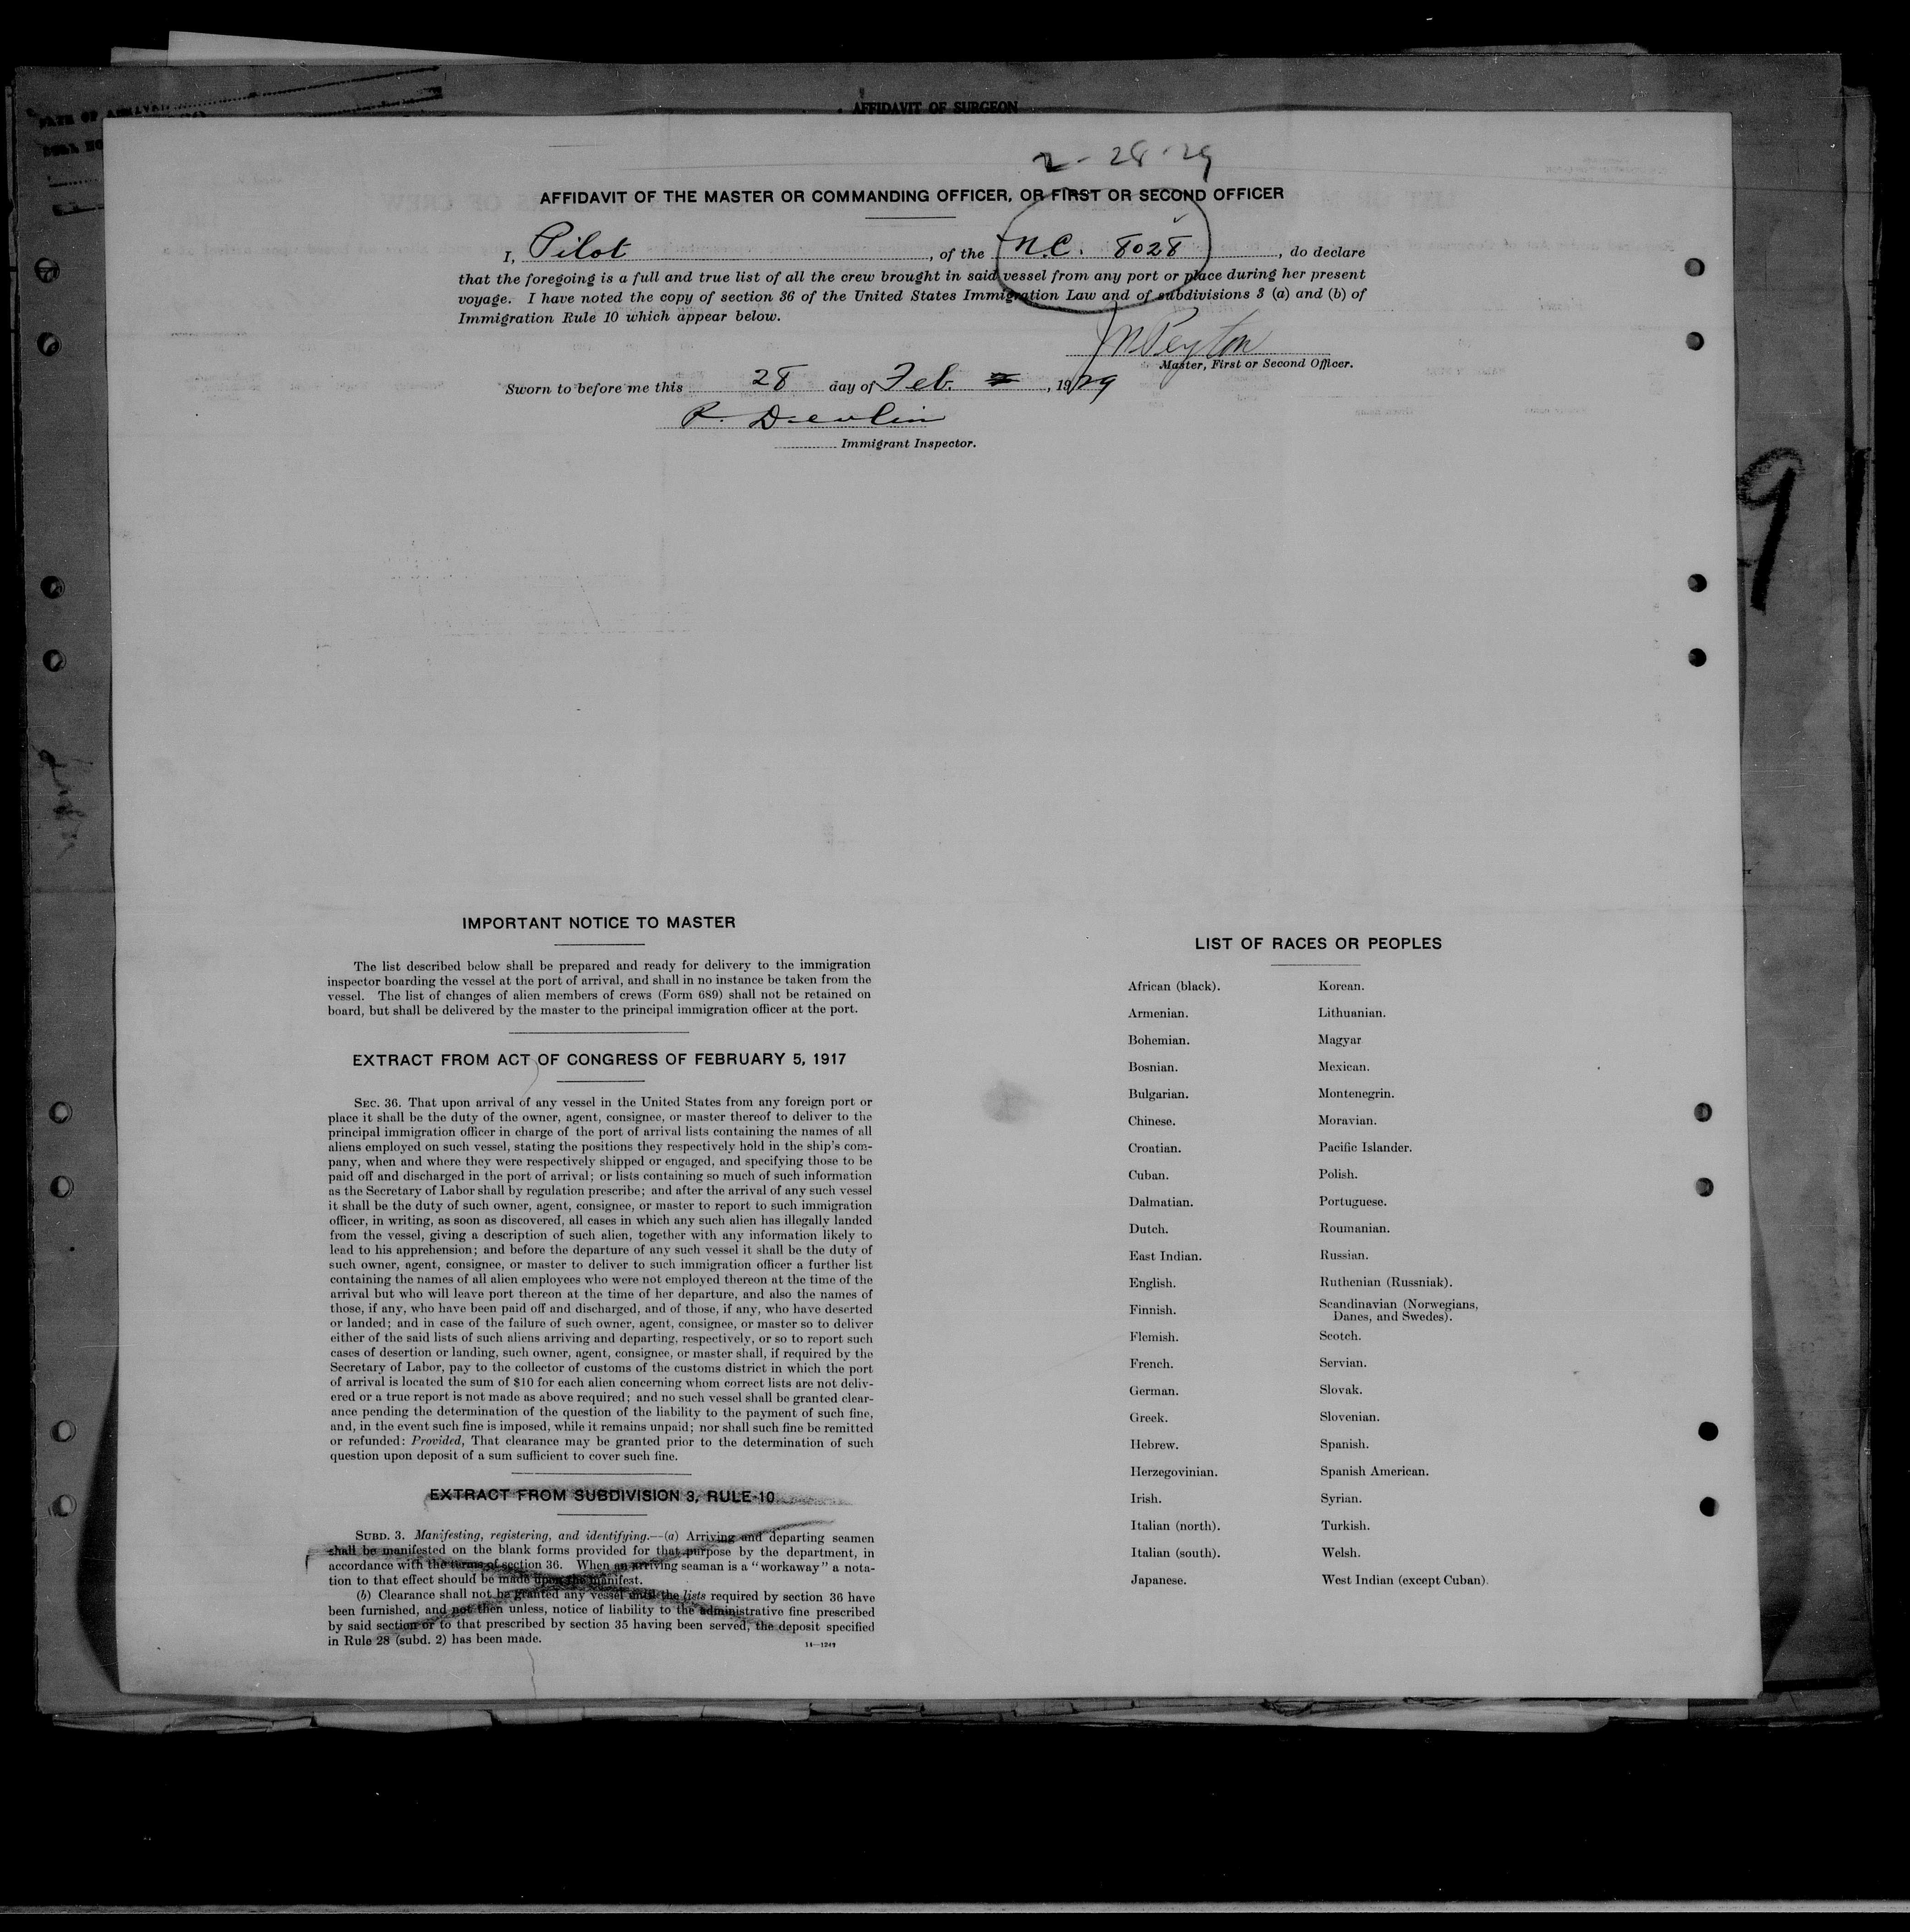 AFFIDAVIT OF SURGEON
2-28-29
AFFIDAVIT OF THE MASTER OR COMMANDING OFFICER, OR FIRST OR SECOND OFFICER
I, Pilot, of the N.C. 8028, do declare
that the foregoing is a full and true list of all the crew brought in said vessel from any port or place during her present
voyage. I have noted the copy of section 36 of the United States Immigration Law and of subdivisions 3 (a) and (b) of
Immigration Rule 10 which appear below.
Peyton
Master, First or Second Officer.
Sworn to before me this 28 day of Feb. , 1929
R. Devlin
Immigrant Inspector.
9
IMPORTANT NOTICE TO MASTER
The list described below shall be prepared and ready for delivery to the immigration
inspector boarding the vessel at the port of arrival, and shall in no instance be taken from the
vessel. The list of changes of alien members of crews (Form 689) shall not be retained on
board, but shall be delivered by the master to the principal immigration officer at the port.
EXTRACT FROM ACT OF CONGRESS OF FEBRUARY 5, 1917
SEC. 36. That upon arrival of any vessel in the United States from any foreign port or
place it shall be the duty of the owner, agent, consignee, or master thereof to deliver to the
principal immigration officer in charge of the port of arrival lists containing the names of all
aliens employed on such vessel, stating the positions they respectively hold in the ship's com-
pany, when and where they were respectively shipped or engaged, and specifying those to be
paid off and discharged in the port of arrival; or lists containing so much of such information
as the Secretary of Labor shall by regulation prescribe; and after the arrival of any such vessel
it shall be the duty of such owner, agent, consignee, or master to report to such immigration
officer, in writing, as soon as discovered, all cases in which any such alien has illegally landed
from the vessel, giving a description of such alien, together with any information likely to
lead to his apprehension; and before the departure of any such vessel it shall be the duty of
such owner, agent, consignee, or master to deliver to such immigration officer a further list
containing the names of all alien employees who were not employed thereon at the time of the
arrival but who will leave port thereon at the time of her departure, and also the names of
those, if any, who have been paid off and discharged, and of those, if any, who have deserted
or landed; and in case of the failure of such owner, agent, consignee, or master so to deliver
either of the said lists of such aliens arriving and departing, respectively, or so to report such
cases of desertion or landing, such owner, agent, consignee, or master shall, if required by the
Secretary of Labor, pay to the collector of customs of the customs district in which the port
of arrival is located the sum of $10 for each alien concerning whom correct lists are not deliv-
ered or a true report is not made as above required; and no such vessel shall be granted clear-
ance pending the determination of the question of the liability to the payment of such fine,
and, in the event such fine is imposed, while it remains unpaid; nor shall such fine be remitted
or refunded: Provided, That clearance may be granted prior to the determination of such
question upon deposit of a sum sufficient to cover such fine.
EXTRACT FROM SUBDIVISION 3, RULE 10
SUBD. 3. Manifesting, registering, and identifying.—(a) Arriving and departing seamen
shall be manifested on the blank forms provided for that purpose by the department, in
accordance with the terms of section 36. When an arriving seaman is a "workaway" a nota-
tion to that effect should be made upon the manifest.
(b) Clearance shall not be granted any vessel until the lists required by section 36 have
been furnished, and not then unless, notice of liability to the administrative fine prescribed
by said section or to that prescribed by section 35 having been served, the deposit specified
in Rule 28 (subd. 2) has been made.
14—1249
LIST OF RACES OR PEOPLES
African (black).
Armenian.
Bohemian.
Bosnian.
Bulgarian.
Chinese.
Croatian.
Cuban.
Dalmatian.
Dutch.
East Indian.
English.
Finnish.
Flemish.
French.
German.
Greek.
Hebrew.
Herzegovinian.
Irish.
Italian (north).
Italian (south).
Japanese.
Korean.
Lithuanian.
Magyar
Mexican.
Montenegrin.
Moravian.
Pacific Islander.
Polish.
Portuguese.
Roumanian.
Russian.
Ruthenian (Russniak).
Scandinavian (Norwegians,
Danes, and Swedes).
Scotch.
Servian.
Slovak.
Slovenian.
Spanish.
Spanish American.
Syrian.
Turkish.
Welsh.
West Indian (except Cuban).